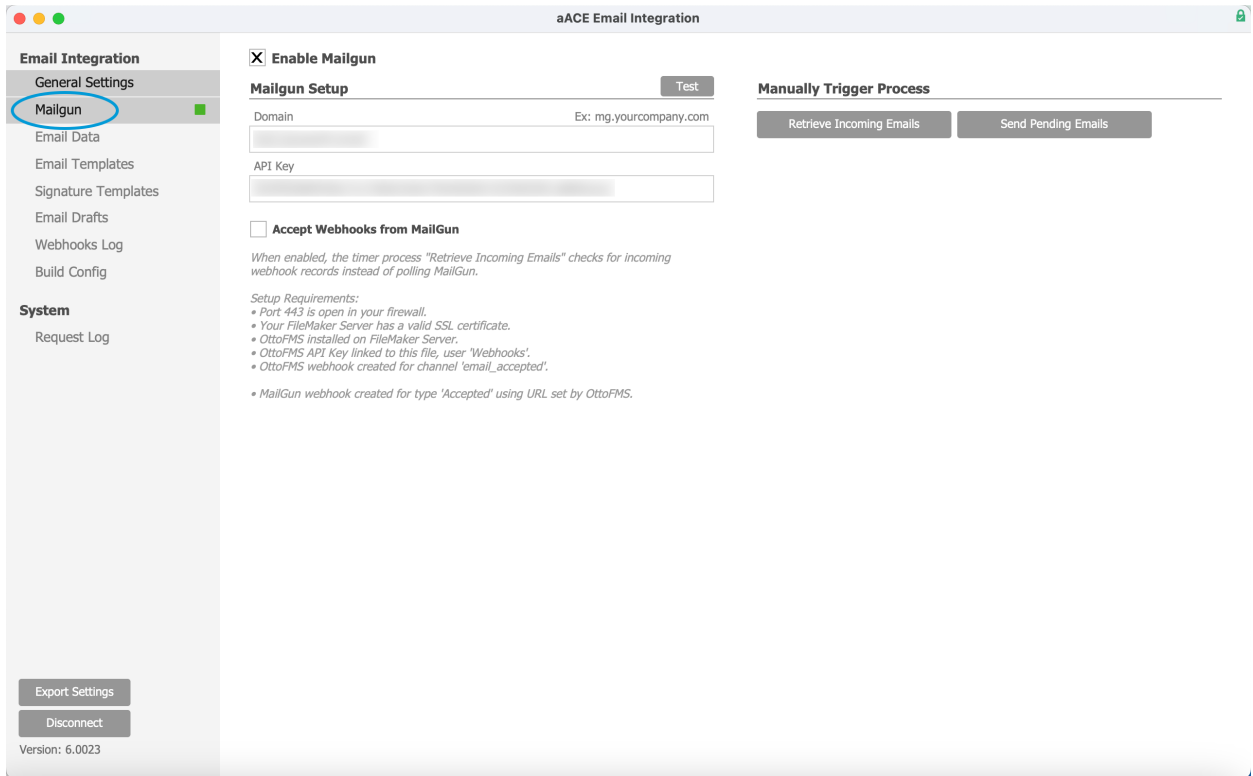 aACE Email Integration
Email Integration
General Settings
Mailgun
Email Data
Email Templates
Signature Templates
Email Drafts
Webhooks Log
Build Config
System
Request Log
Export Settings
Disconnect
Version: 6.0023
X Enable Mailgun
Mailgun Setup
Test
Domain
Ex: mg.yourcompany.com
API Key
Accept Webhooks from MailGun
When enabled, the timer process "Retrieve Incoming Emails" checks for incoming
webhook records instead of polling MailGun.
Setup Requirements:
• Port 443 is open in your firewall.
• Your FileMaker Server has a valid SSL certificate.
• OttoFMS installed on FileMaker Server.
• OttoFMS API Key linked to this file, user 'Webhooks'.
• OttoFMS webhook created for channel 'email_accepted'.
• MailGun webhook created for type 'Accepted' using URL set by OttoFMS.
Manually Trigger Process
Retrieve Incoming Emails
Send Pending Emails